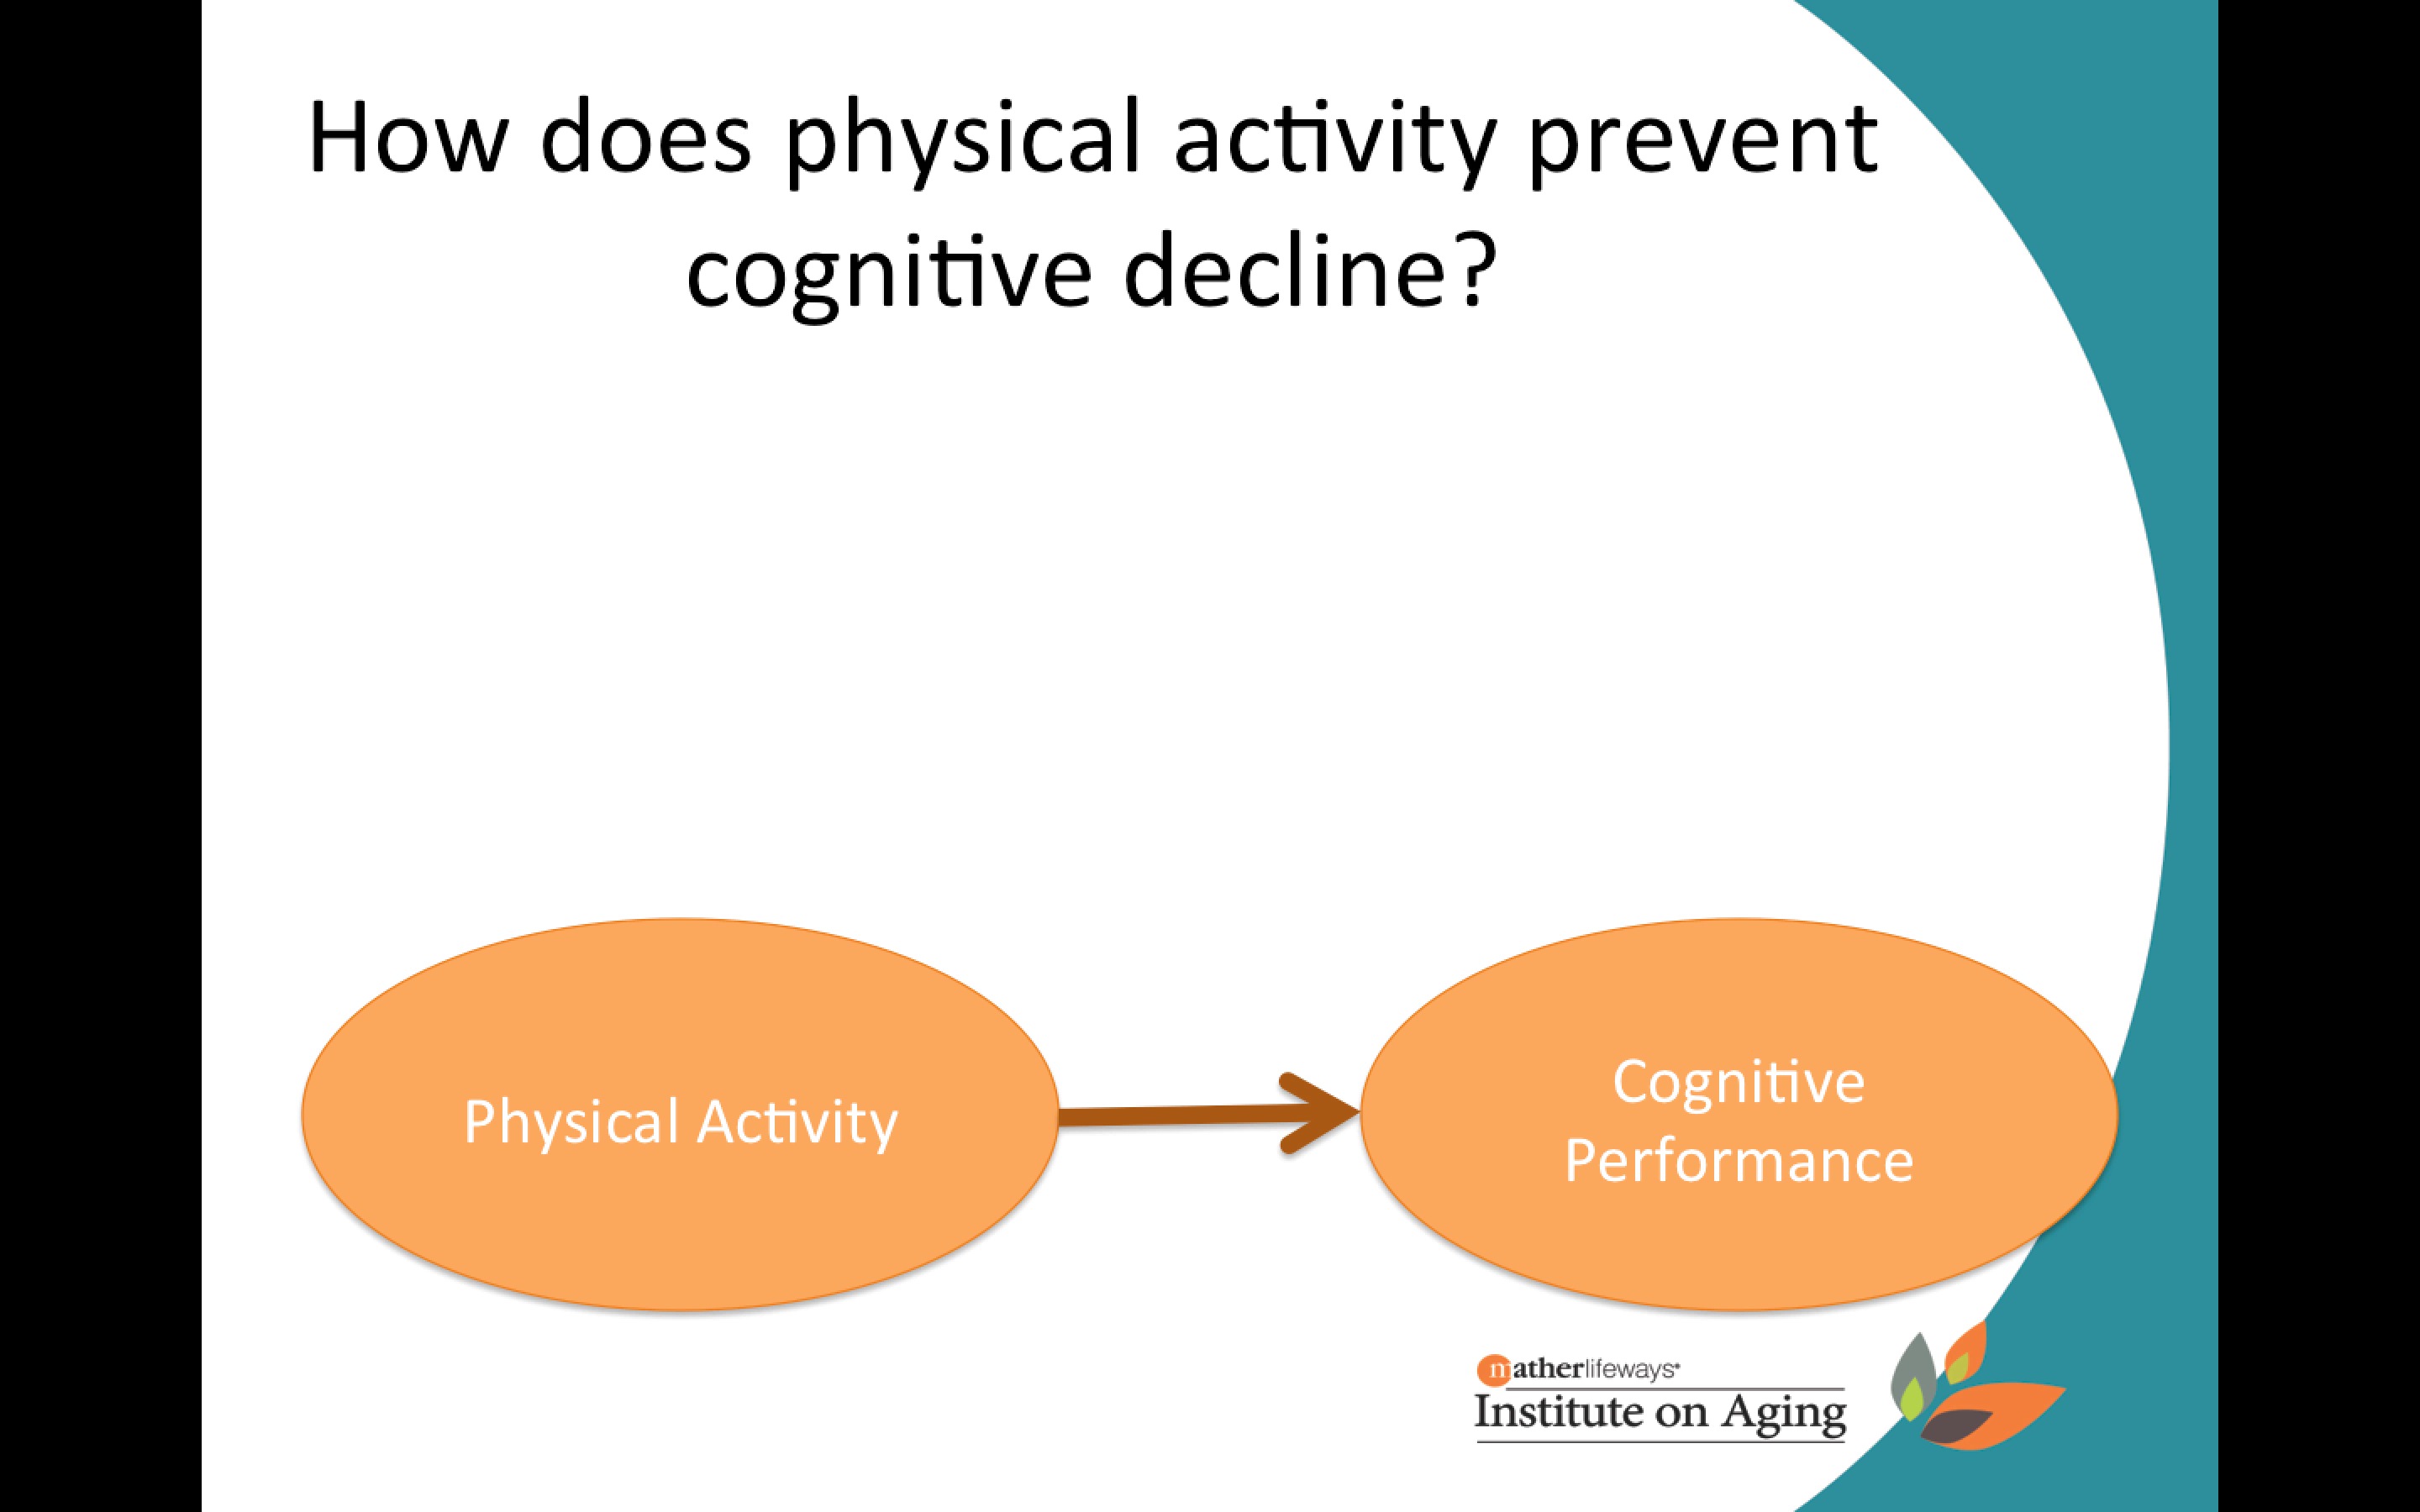 How does physical activity prevent
cognitive decline?
Physical Activity
Cognitive
Performance
matherlifeways®
Institute on Aging